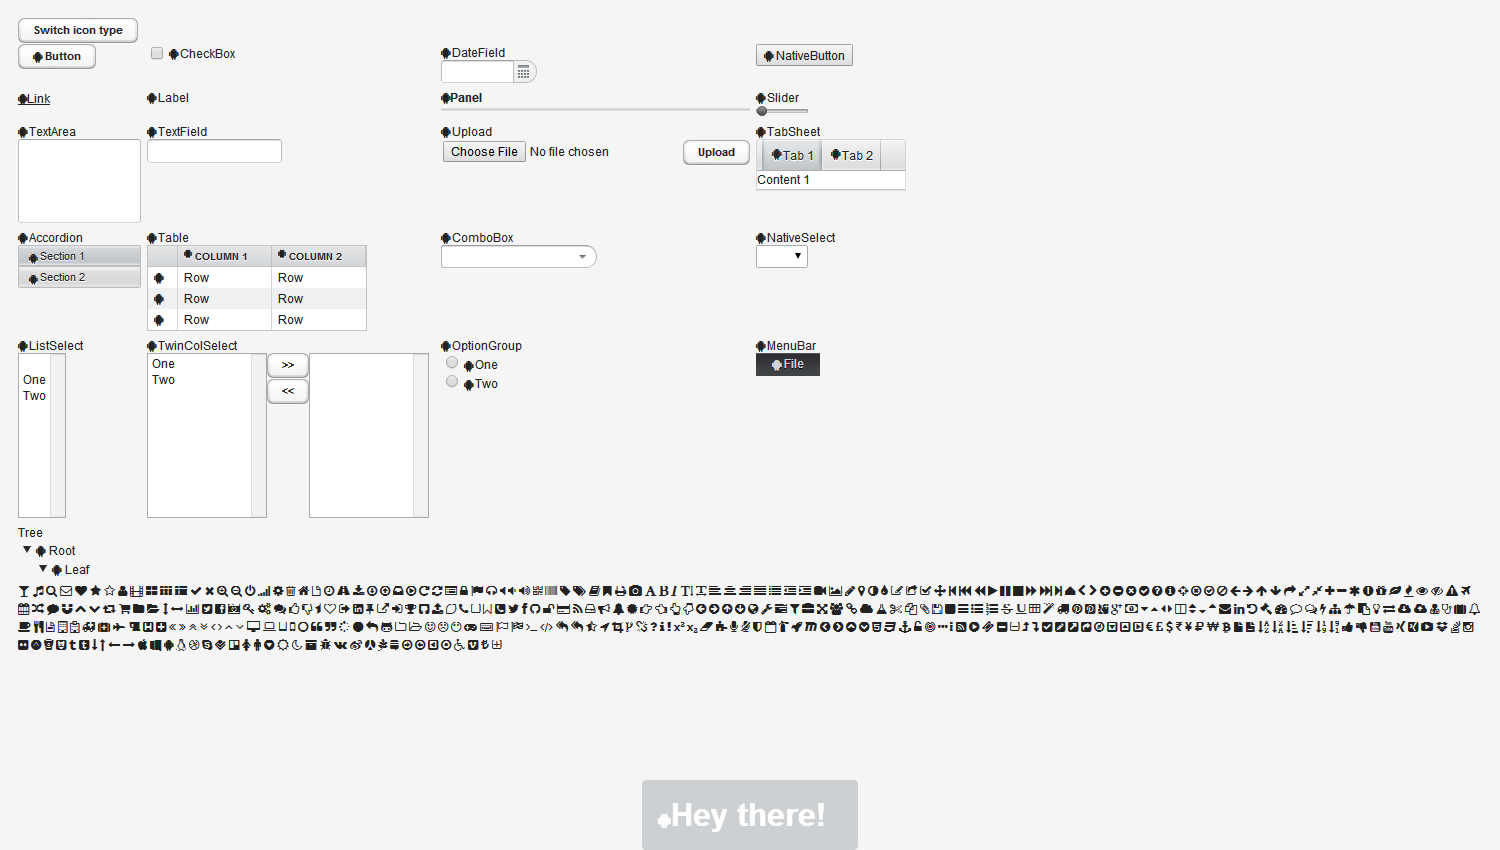 Switch icon type
Button
CheckBox
DateField
NativeButton
Link
Label
Panel
Slider
TextArea
TextField
Upload
Choose File No file chosen
Upload
TabSheet
Tab 1
Tab 2
Content 1
Accordion
Section 1
Section 2
Table
COLUMN 1 COLUMN 2
Row Row
Row Row
Row Row
ComboBox
NativeSelect
ListSelect
One
Two
TwinColSelect
One
Two
>>
<<
OptionGroup
One
Two
MenuBar
File
Tree
Root
Leaf
Hey there!